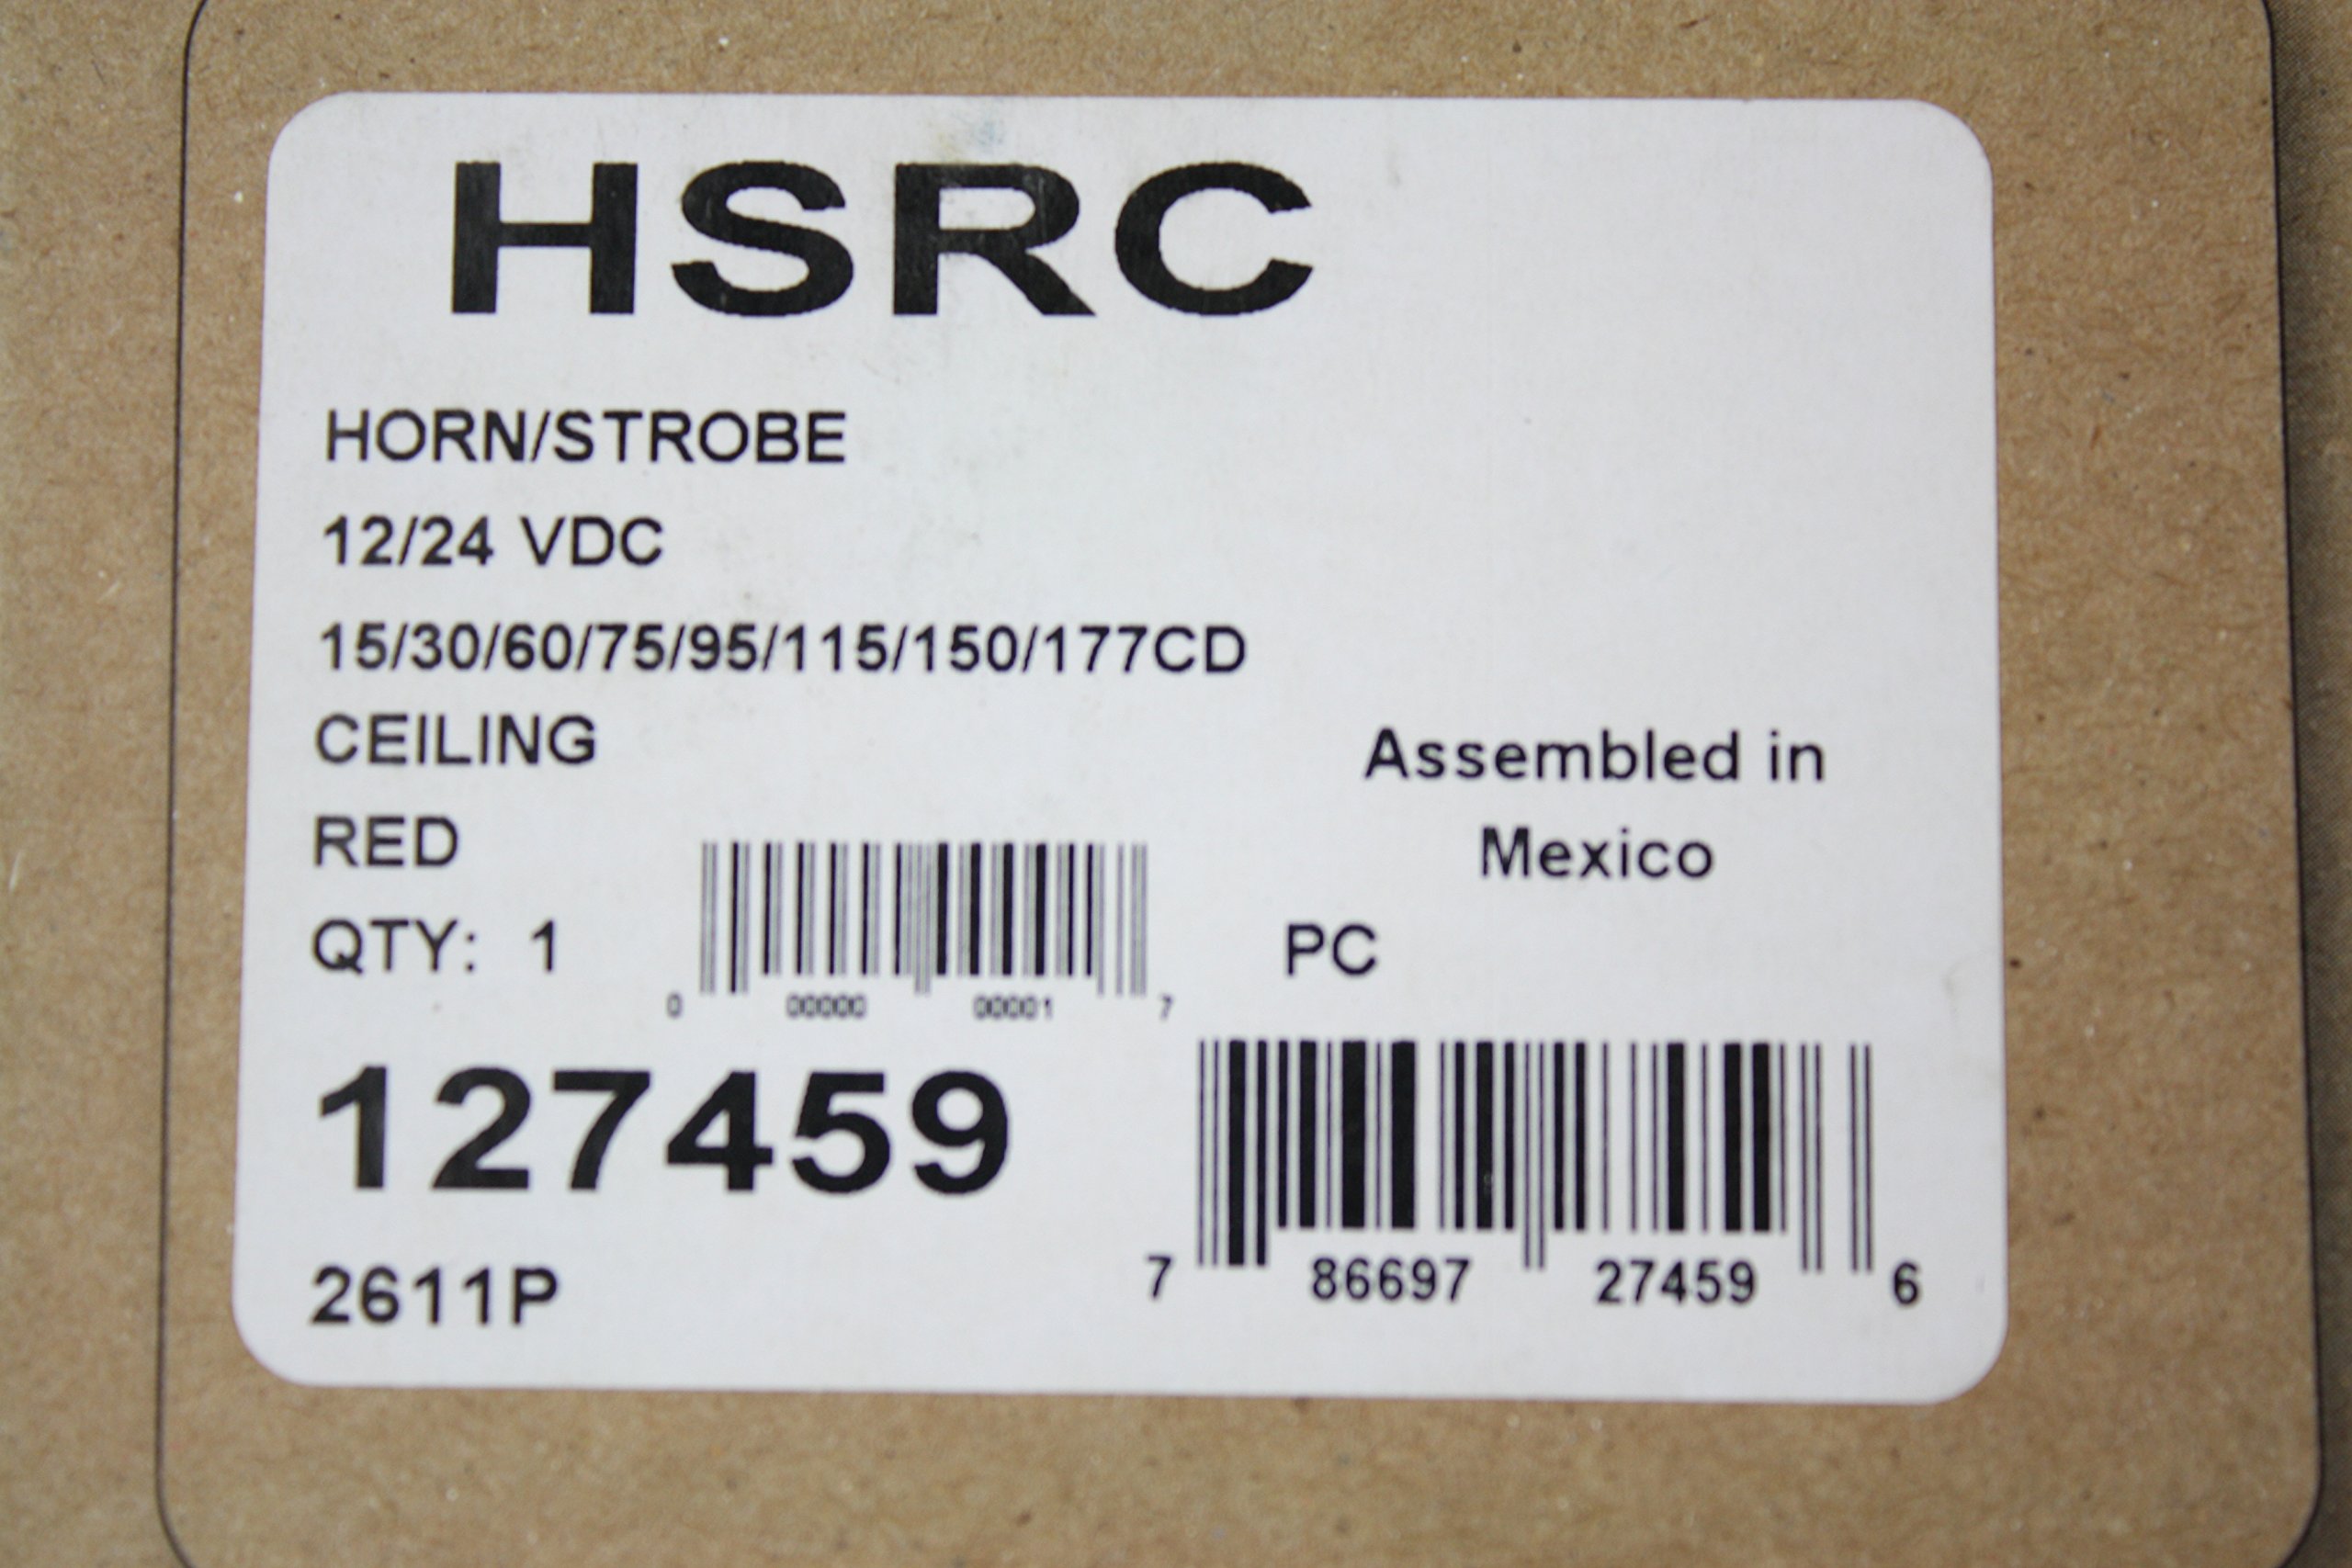 HSRC
HORN/STROBE
12/24 VDC
15/30/60/75/95/115/150/177CD
CEILING
RED
Assembled in
Mexico
QTY: 1
PC
0 00000 00001 7
127459
2611P
7 86697 27459 6